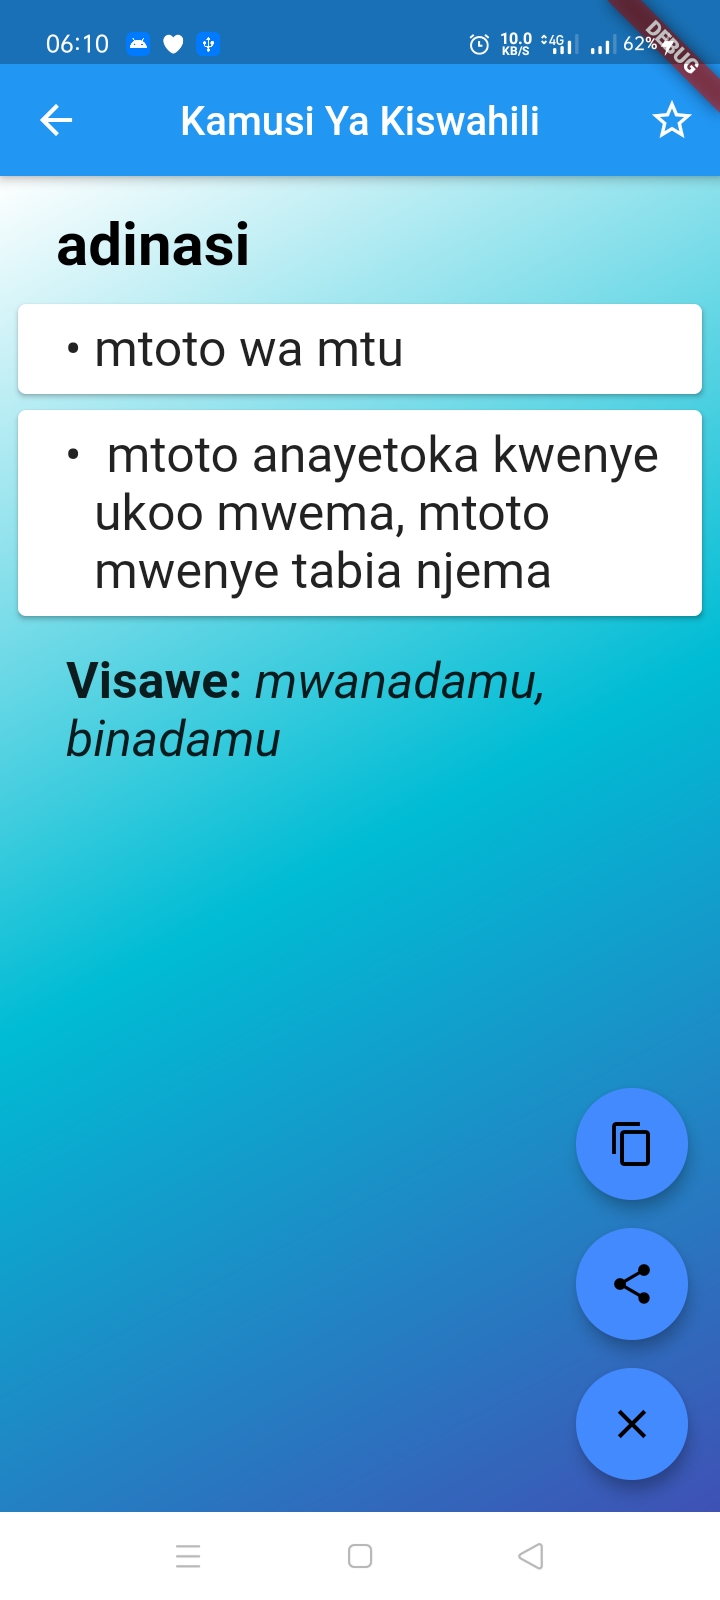 06:10
10.0
KB/S
4G
62%
DEBUG
Kamusi Ya Kiswahili
adinasi
• mtoto wa mtu
• mtoto anayetoka kwenye
ukoo mwema, mtoto
mwenye tabia njema
Visawe: mwanadamu,
binadamu